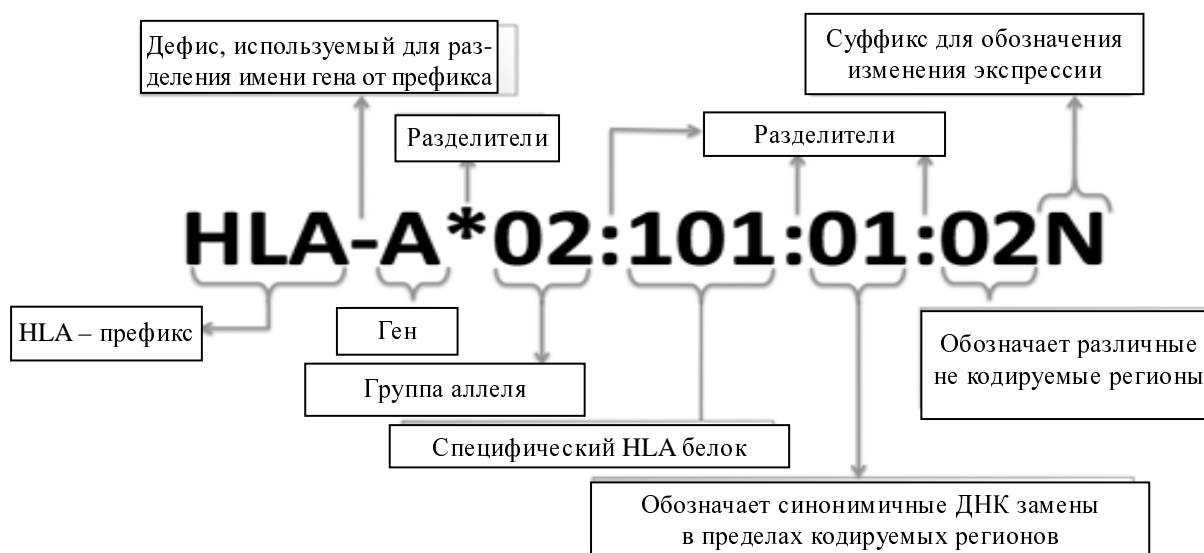 Дефис, используемый для раз-
деления имени гена от префикса
Суффикс для обозначения
изменения экспрессии
Разделители
Разделители
HLA-A*02:101:01:02N
HLA – префикс
Ген
Группа аллеля
Специфический HLA белок
Обозначает различные
не кодируемые регионы
Обозначает синонимичные ДНК замены
в пределах кодируемых регионов